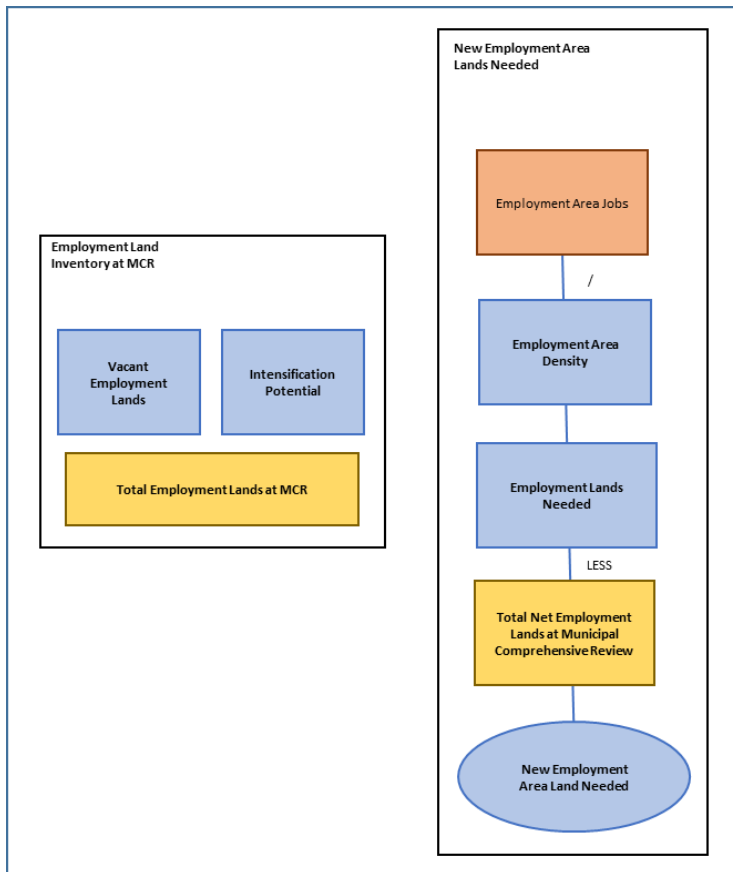 Employment Land
Inventory at MCR
Vacant
Employment
Lands
Intensification
Potential
Total Employment Lands at MCR
New Employment Area
Lands Needed
Employment Area Jobs
/
Employment Area
Density
Employment Lands
Needed
LESS
Total Net Employment
Lands at Municipal
Comprehensive Review
New Employment
Area Land Needed